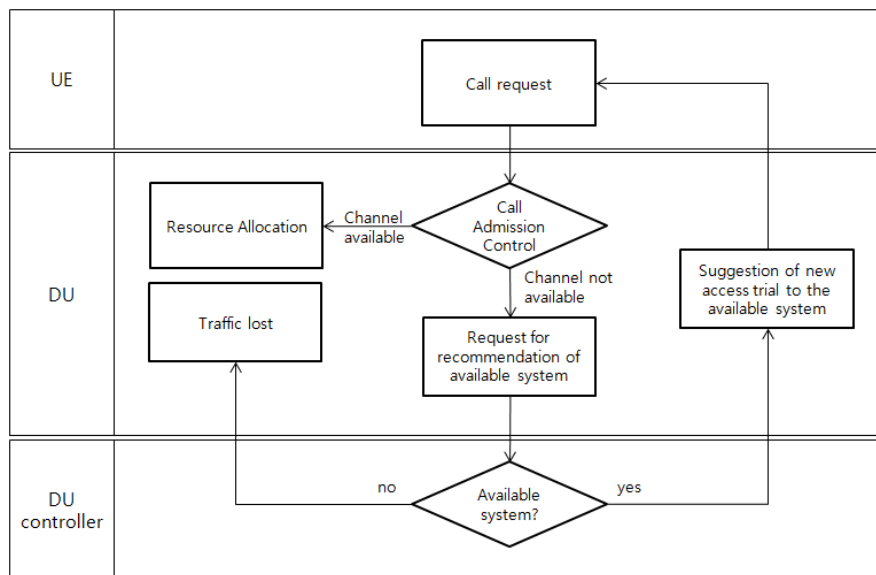 UE
Call request
DU
Call
Admission
Control
Channel
available
Resource Allocation
Channel not
available
Suggestion of new
access trial to the
available system
Traffic lost
Request for
recommendation of
available system
DU
controller
no
Available
system?
yes